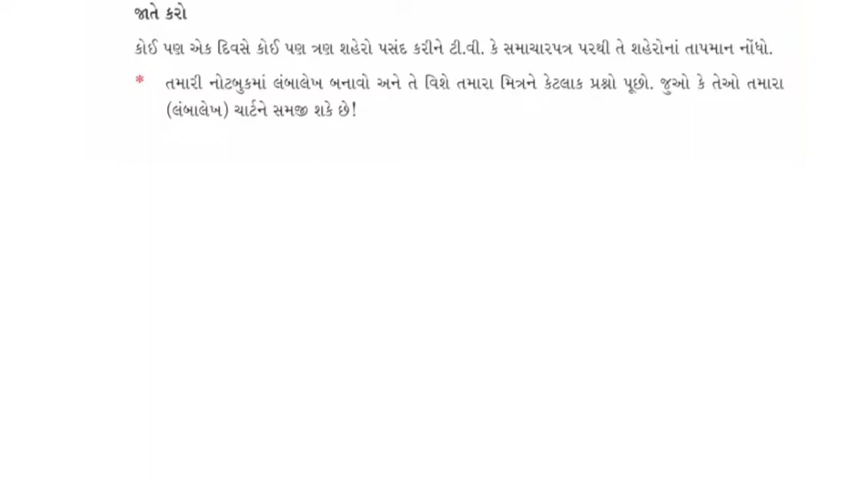 જાતે કરો
કોઈ પણ એક દિવસે કોઈ પણ ત્રણ શહેરો પસંદ કરીને ટી.વી. કે સમાચારપત્ર પરથી તે શહેરોનાં તાપમાન નોંધો.
* તમારી નોટબુકમાં લંબાલેખ બનાવો અને તે વિશે તમારા મિત્રને કેટલાક પ્રશ્નો પૂછો. જુઓ કે તેઓ તમારા
(લંબાલેખ) ચાર્ટને સમજી શકે છે!